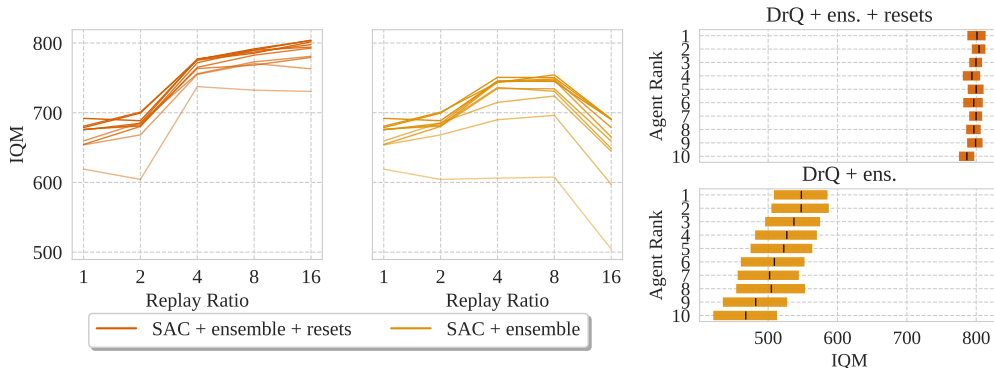 IQM
800
700
600
500
1 2 4 8 16
Replay Ratio
1 2 4 8 16
Replay Ratio
SAC + ensemble + resets
SAC + ensemble
DrQ + ens. + resets
Agent Rank
1
2
3
4
5
6
7
8
9
10
DrQ + ens.
Agent Rank
1
2
3
4
5
6
7
8
9
10
500 600 700 800
IQM